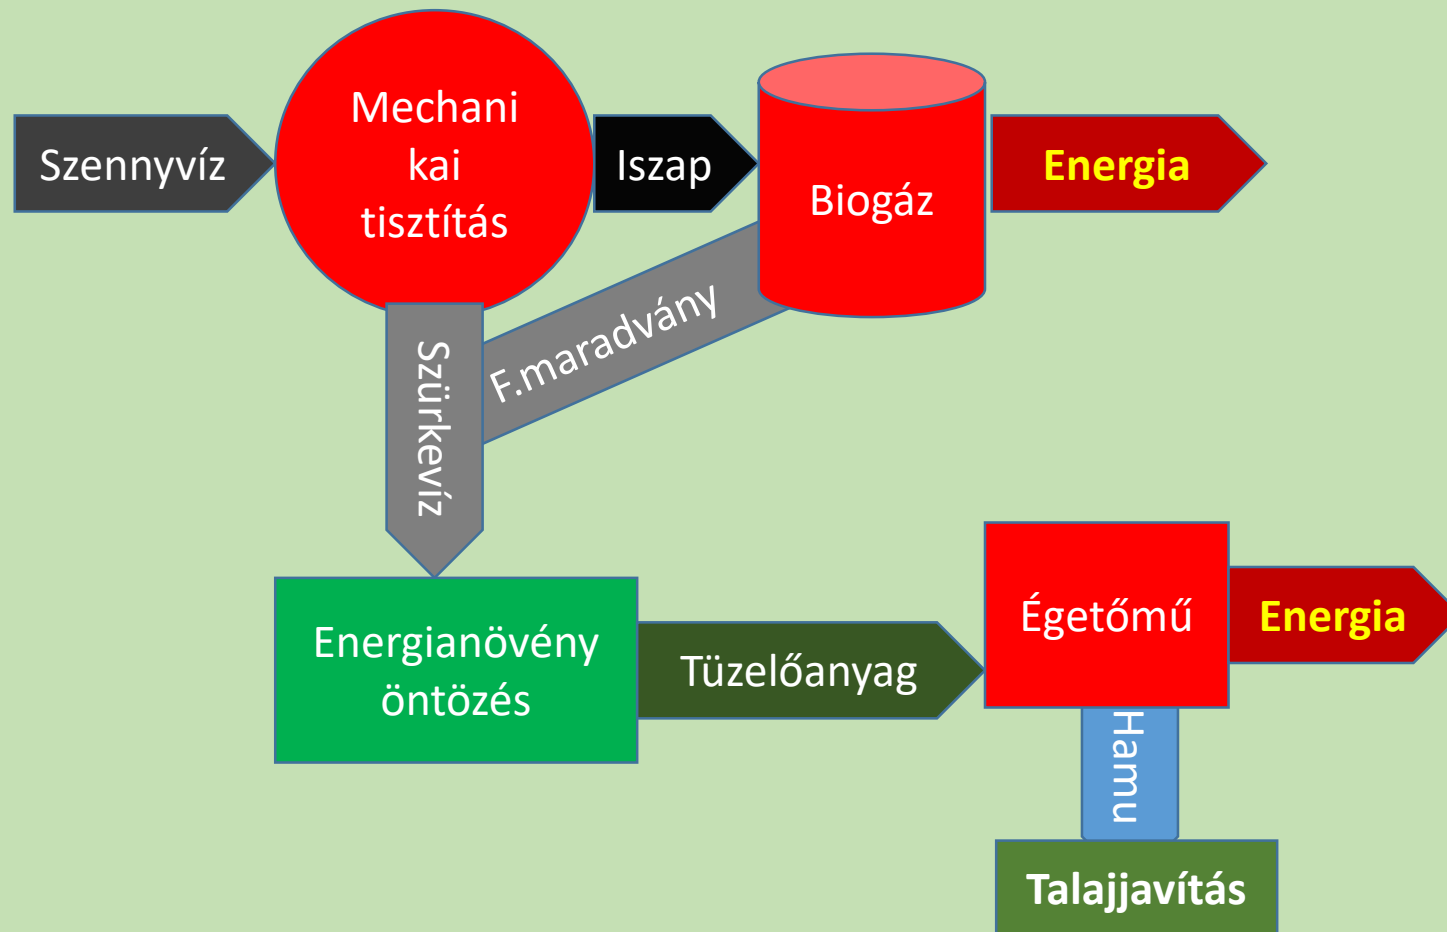 Szennyvíz
Mechani
kai
tisztítás
Iszap
Biogáz
Energia
Szürkevíz
F.maradvány
Energianövény
öntözés
Tüzelőanyag
Égetőmű
Energia
Hamu
Talajjavítás